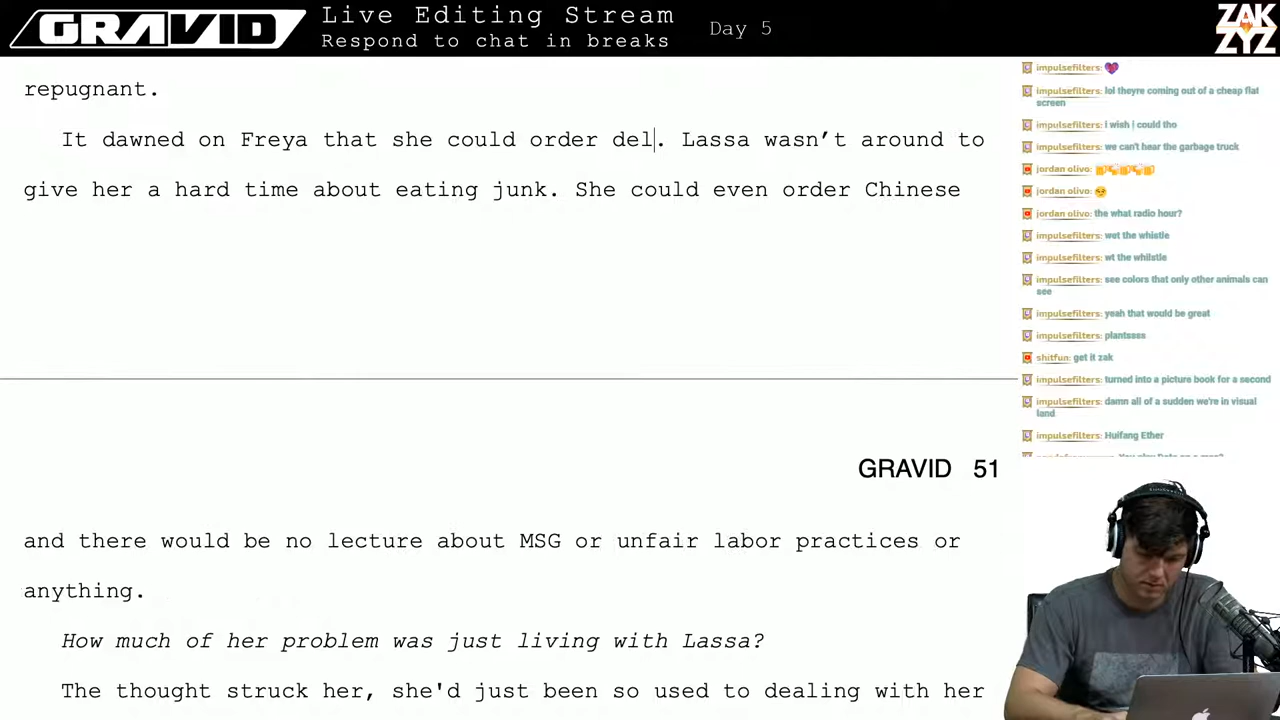 GRAVID
Live Editing Stream
Respond to chat in breaks
Day 5
ZAK
ZYZ
repugnant.
It dawned on Freya that she could order del. Lassa wasn’t around to
give her a hard time about eating junk. She could even order Chinese
GRAVID 51
and there would be no lecture about MSG or unfair labor practices or
anything.
How much of her problem was just living with Lassa?
The thought struck her, she'd just been so used to dealing with her
impulsefilters:
impulsefilters: lol theyre coming out of a cheap flat
screen
impulsefilters: i wish i could tho
impulsefilters: we can't hear the garbage truck
jordan olivo:
jordan olivo:
jordan olivo: the what radio hour?
impulsefilters: wet the whistle
impulsefilters: wt the whilstle
impulsefilters: see colors that only other animals can
see
impulsefilters: yeah that would be great
impulsefilters: plantsass
shitfun: get it zak
impulsefilters: turned into a picture book for a second
impulsefilters: damn all of a sudden we're in visual
land
impulsefilters: Huifang Ether